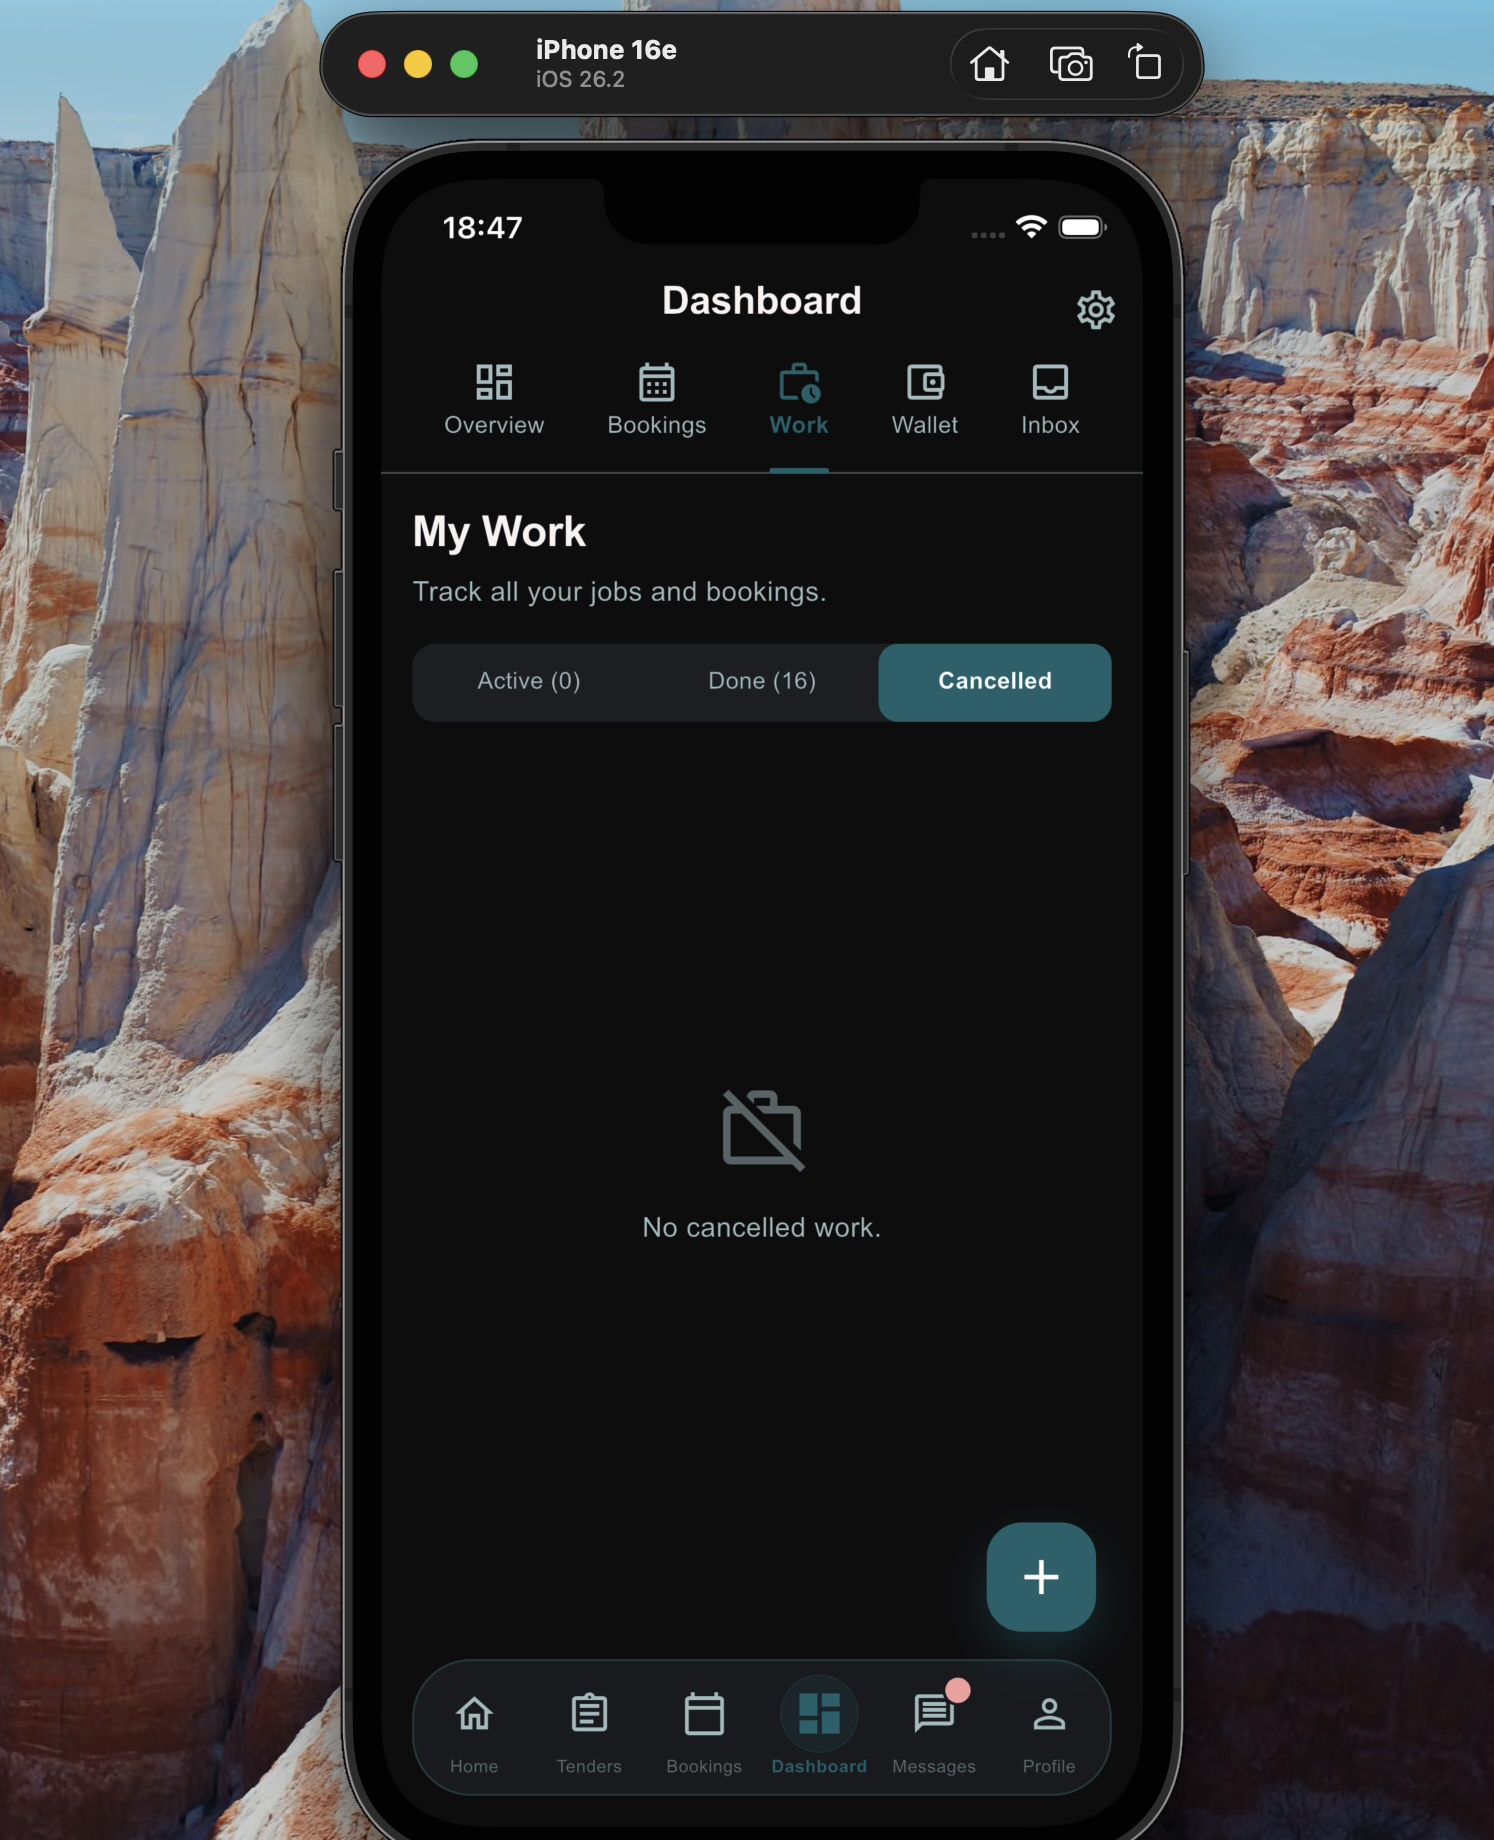 iPhone 16e
iOS 26.2
18:47
Dashboard
Overview
Bookings
Work
Wallet
Inbox
My Work
Track all your jobs and bookings.
Active (0)
Done (16)
Cancelled
No cancelled work.
Home
Tenders
Bookings
Dashboard
Messages
Profile